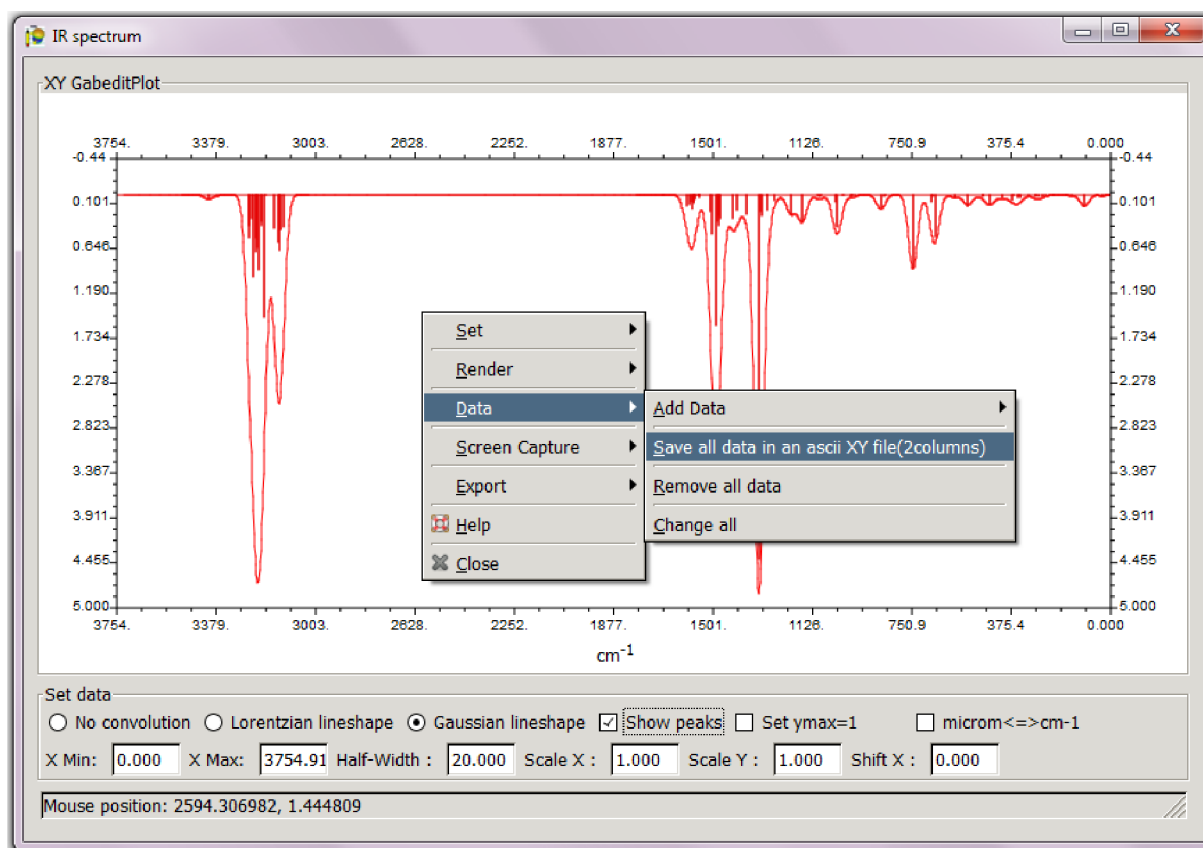 IR spectrum
XY GabeditPlot
3754. 3379. 3003. 2628. 2252. 1877. 1501. 1126. 750.9 375.4 0.000
-0.44 -0.44
0.101 0.101
0.646 0.646
1.190 1.190
1.734 1.734
2.278 2.278
2.823 2.823
3.367 3.367
3.911 3.911
4.455 4.455
5.000 5.000
3754. 3379. 3003. 2628. 2252. 1877. 1501. 1126. 750.9 375.4 0.000
cm-1
Set
Render
Data
Screen Capture
Export
Help
Close
Add Data
Save all data in an ascii XY file(2columns)
Remove all data
Change all
Set data
No convolution Lorentzian lineshape Gaussian lineshape Show peaks Set ymax=1 microm<=>cm-1
X Min: 0.000 X Max: 3754.91 Half-Width : 20.000 Scale X : 1.000 Scale Y : 1.000 Shift X : 0.000
Mouse position: 2594.306982, 1.444809